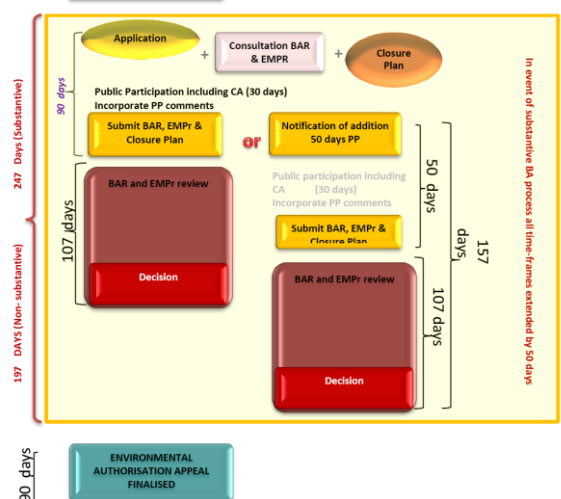 Application
+
Consultation BAR
& EMPR
+
Closure
Plan
90 days
Public Participation including CA (30 days)
Incorporate PP comments
Submit BAR, EMPr &
Closure Plan
or
Notification of addition
50 days PP
Public participation including
CA (30 days)
Incorporate PP comments
Submit BAR, EMPr &
Closure Plan
50 days
BAR and EMPr review
Decision
107 days
BAR and EMPr review
Decision
107 days
157
days
247 Days (Substantive)
197 DAYS (Non- substantive)
In event of substantive BA process all time-frames extended by 50 days
90 days
ENVIRONMENTAL
AUTHORISATION APPEAL
FINALISED